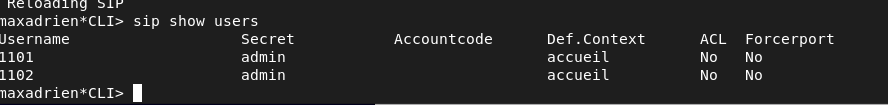 Reloading SIP
maxadrien*CLI> sip show users
Username Secret Accountcode Def.Context ACL Forcerport
1101 admin accueil No No
1102 admin accueil No No
maxadrien*CLI>